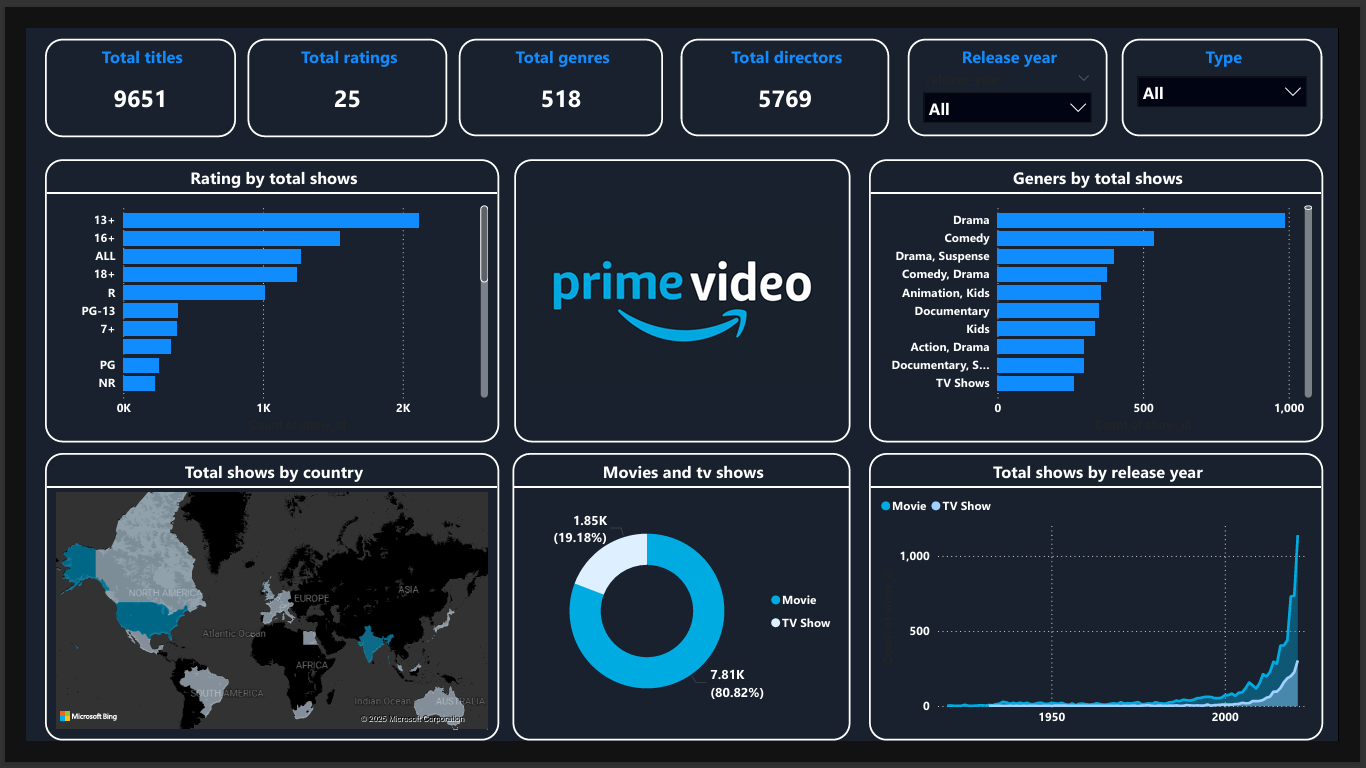 Total titles
9651
Total ratings
25
Total genres
518
Total directors
5769
Release year
All
Type
All
Rating by total shows
13+
16+
ALL
18+
R
PG-13
7+
PG
NR
0K 1K 2K
prime video
Geners by total shows
Drama
Comedy
Drama, Suspense
Comedy, Drama
Animation, Kids
Documentary
Kids
Action, Drama
Documentary, S...
TV Shows
0 500 1,000
Total shows by country
NORTH AMERICA
EUROPE
ASIA
Atlantic Ocean
AFRICA
SOUTH AMERICA
Indian Ocean
AUSTRALIA
Microsoft Bing
© 2025 Microsoft Corporation
Movies and tv shows
1.85K
(19.18%)
Movie
TV Show
7.81K
(80.82%)
Total shows by release year
Movie TV Show
1,000
500
0
1950 2000